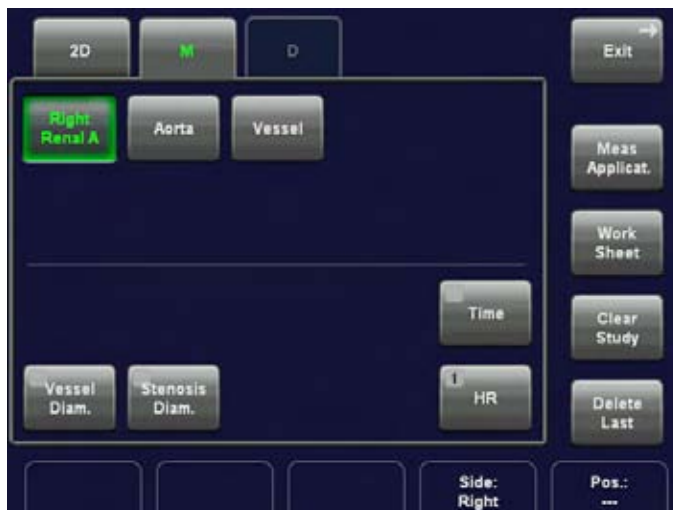 2D
M
D
Exit
Right
Renal A
Aorta
Vessel
Meas
Applicat.
Work
Sheet
Time
Clear
Study
Vessel
Diam.
Stenosis
Diam.
1
HR
Delete
Last
Side:
Right
Pos.:
---